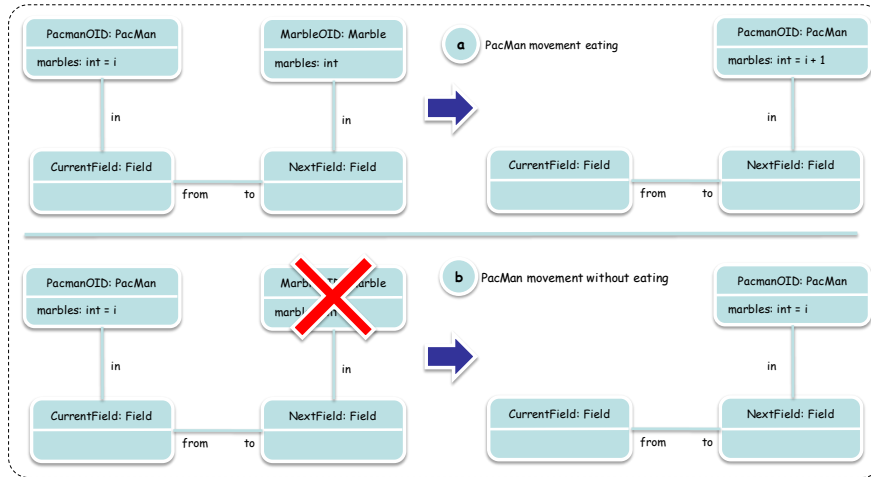 PacmanOID: PacMan
marbles: int = i
MarbleOID: Marble
marbles: int
a
PacMan movement eating
PacmanOID: PacMan
marbles: int = i + 1
in
in
in
CurrentField: Field
NextField: Field
CurrentField: Field
NextField: Field
from
to
from
to
PacmanOID: PacMan
marbles: int = i
Marble
b
PacMan movement without eating
PacmanOID: PacMan
marbles: int = i
in
in
in
CurrentField: Field
NextField: Field
CurrentField: Field
NextField: Field
from
to
from
to